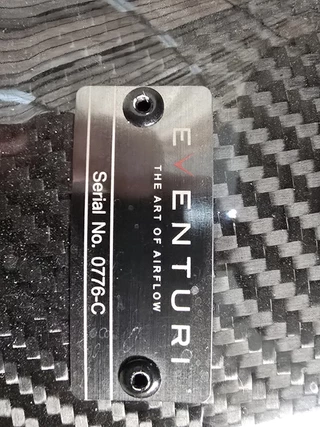 EVENTURI
THE ART OF AIRFLOW
Serial No. 0776-C